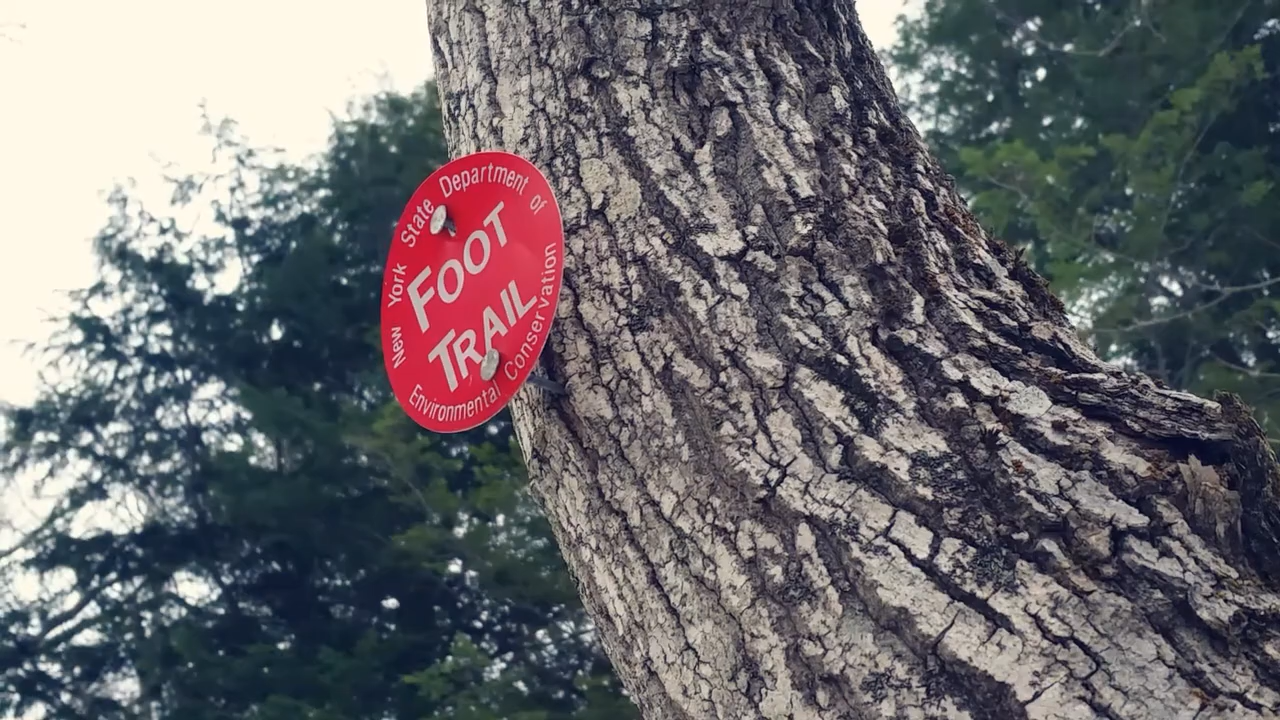 New York State Department of
FOOT
TRAIL
Environmental Conservation